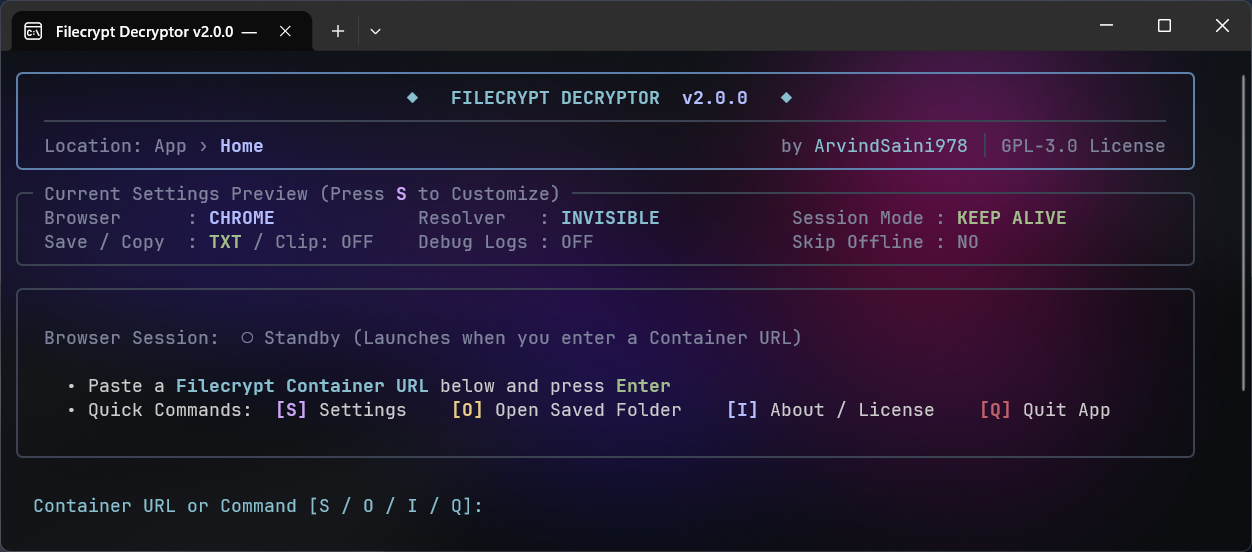 Filecrypt Decryptor v2.0.0 —
◆ FILECRYPT DECRYPTOR v2.0.0 ◆
Location: App › Home by ArvindSaini978 │ GPL-3.0 License
Current Settings Preview (Press S to Customize)
Browser : CHROME Resolver : INVISIBLE Session Mode : KEEP ALIVE
Save / Copy : TXT / Clip: OFF Debug Logs : OFF Skip Offline : NO
Browser Session: ○ Standby (Launches when you enter a Container URL)
• Paste a Filecrypt Container URL below and press Enter
• Quick Commands: [S] Settings [O] Open Saved Folder [I] About / License [Q] Quit App
Container URL or Command [S / O / I / Q]: